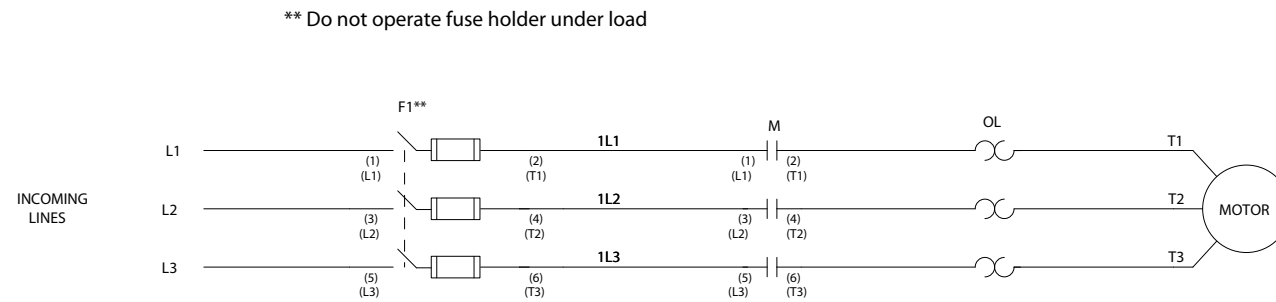 ** Do not operate fuse holder under load
F1**
M
OL
L1
1L1
T1
(1)
(L1)
(2)
(T1)
(1)
(L1)
(2)
(T1)
INCOMING
LINES
L2
1L2
T2
MOTOR
(3)
(L2)
(4)
(T2)
(3)
(L2)
(4)
(T2)
L3
1L3
T3
(5)
(L3)
(6)
(T3)
(5)
(L3)
(6)
(T3)